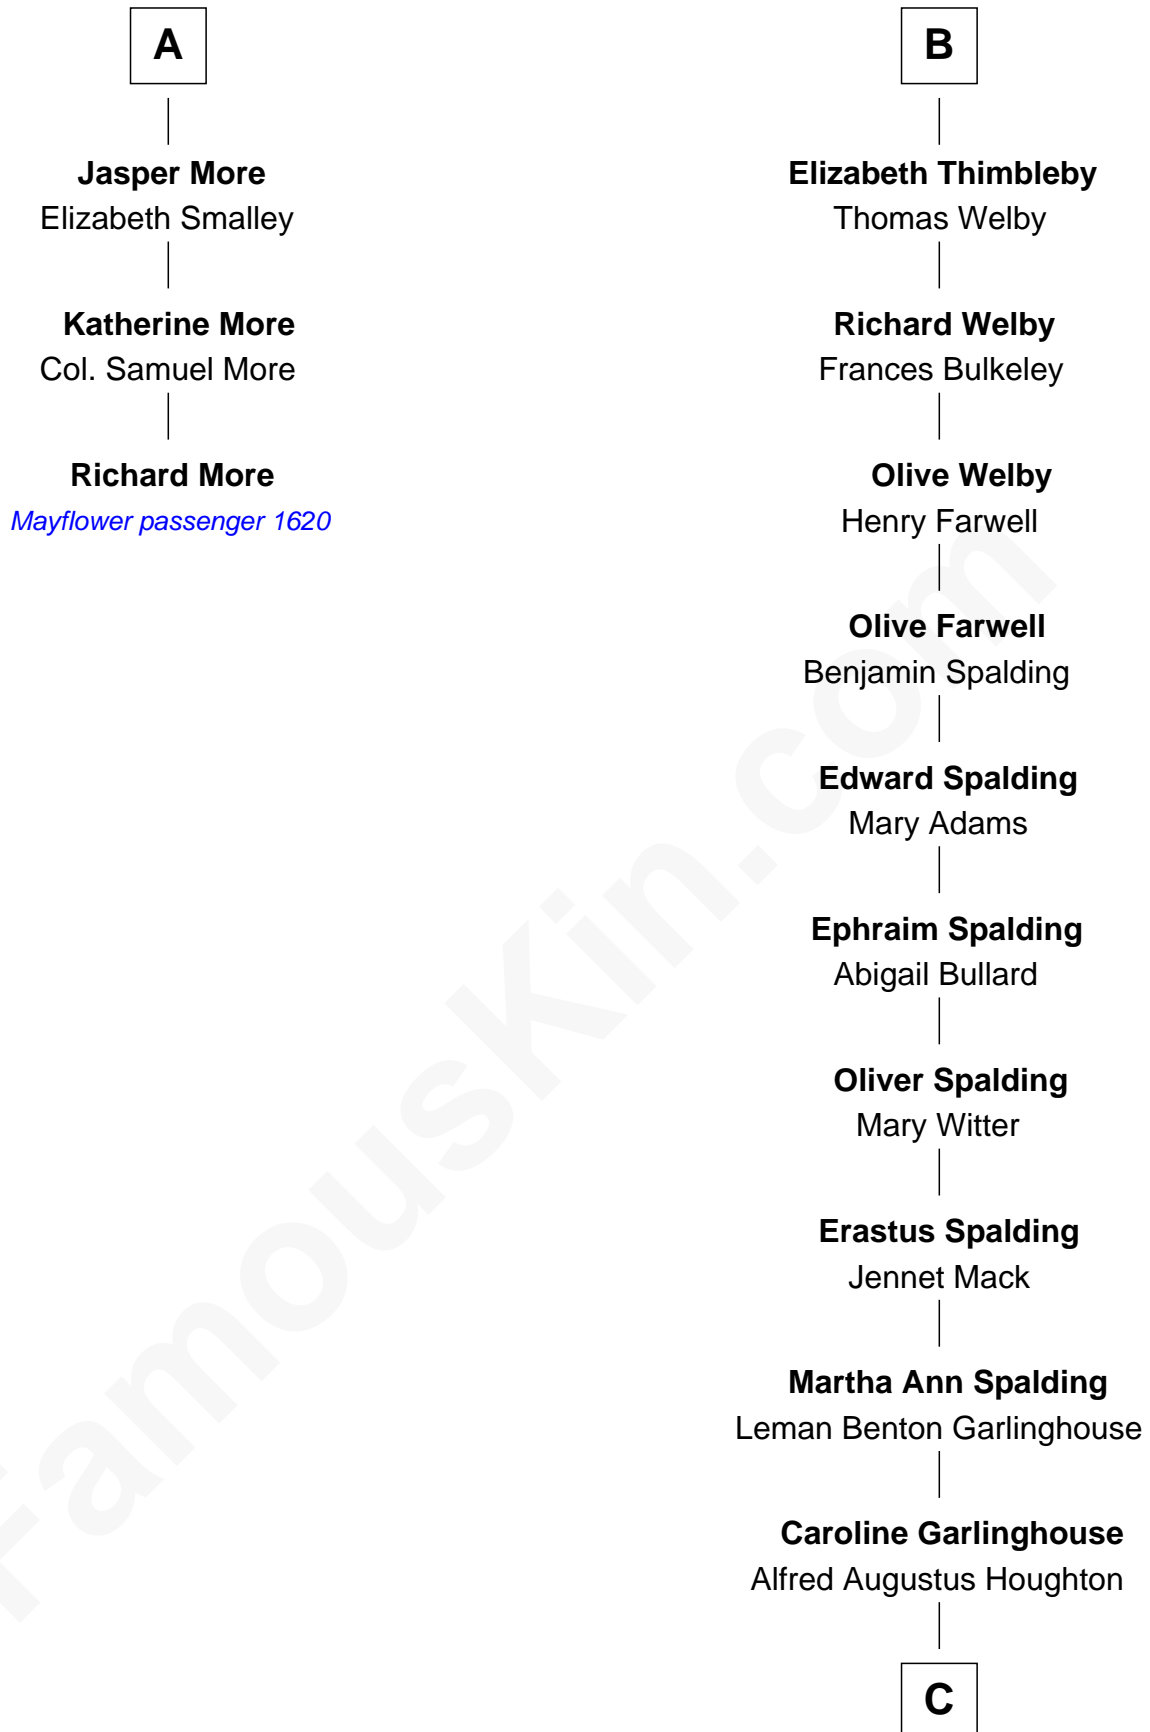 A
Jasper More
Elizabeth Smalley
Katherine More
Col. Samuel More
Richard More
Mayflower passenger 1620
B
Elizabeth Thimbleby
Thomas Welby
Richard Welby
Frances Bulkeley
Olive Welby
Henry Farwell
Olive Farwell
Benjamin Spalding
Edward Spalding
Mary Adams
Ephraim Spalding
Abigail Bullard
Oliver Spalding
Mary Witter
Erastus Spalding
Jennet Mack
Martha Ann Spalding
Leman Benton Garlinghouse
Caroline Garlinghouse
Alfred Augustus Houghton
C
FamousKin.com